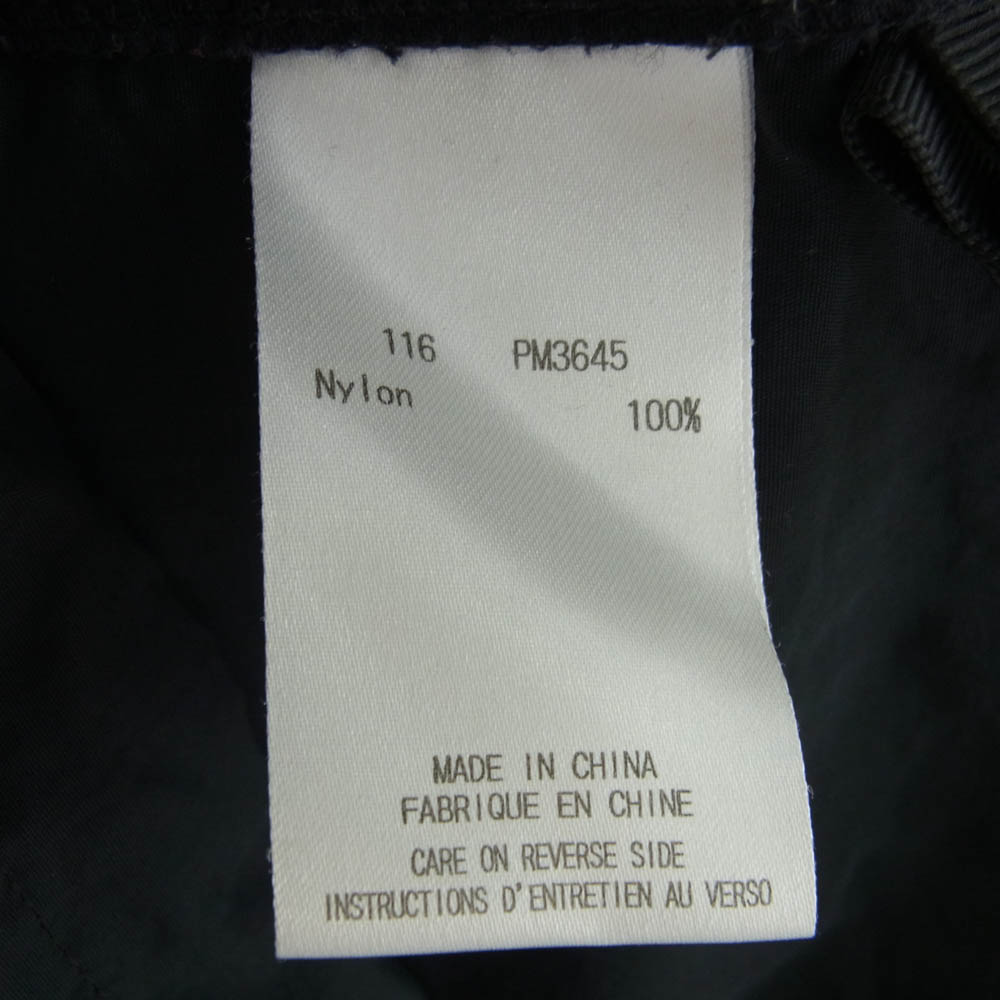 116 PM3645
Nylon 100%
MADE IN CHINA
FABRIQUE EN CHINE
CARE ON REVERSE SIDE
INSTRUCTIONS D'ENTRETIEN AU VERSO